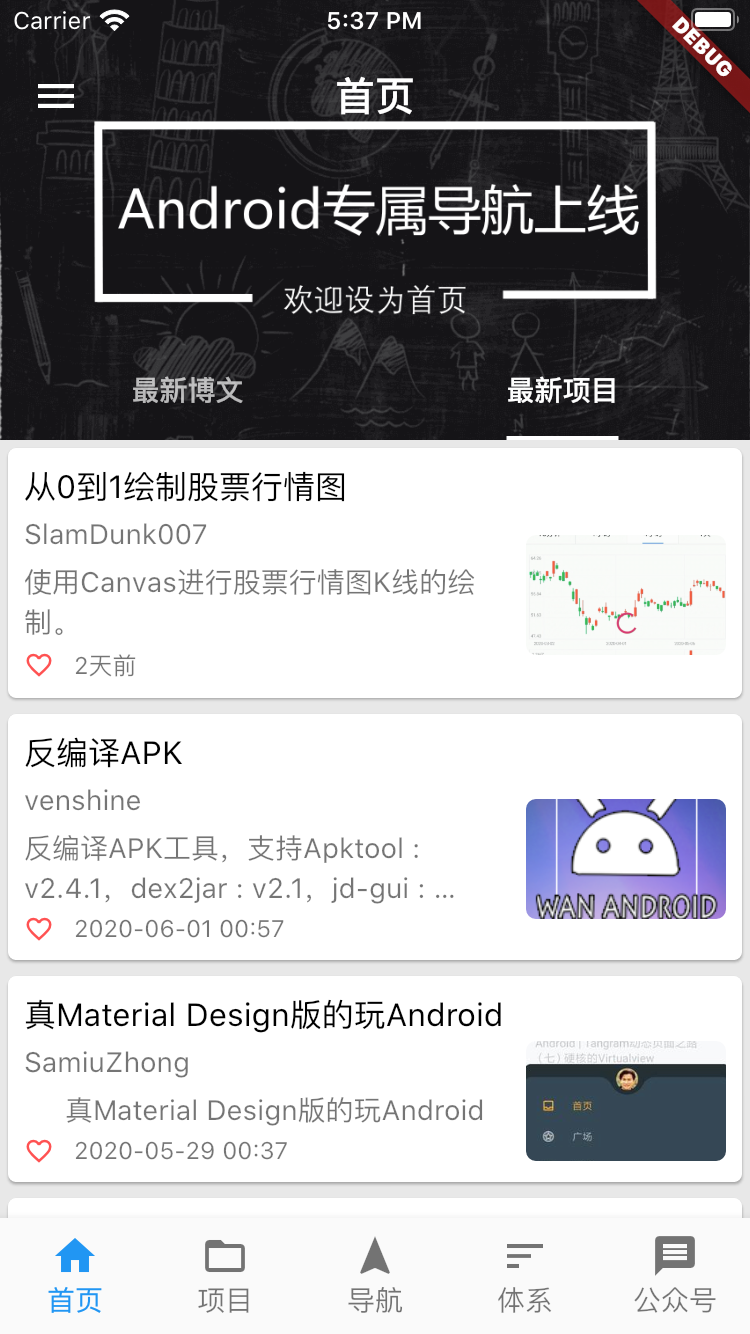 Carrier
5:37 PM
DEBUG
首页
Android专属导航上线
欢迎设为首页
最新博文
最新项目
从0到1绘制股票行情图
SlamDunk007
使用Canvas进行股票行情图K线的绘
制。
2天前
反编译APK
venshine
反编译APK工具，支持Apktool：
v2.4.1，dex2jar：v2.1，jd-gui：...
2020-06-01 00:57
WAN ANDROID
真Material Design版的玩Android
SamiuZhong
Android | Tangram动态页面之路
（七）硬核的Virtualview
首页
广场
真Material Design版的玩Android
2020-05-29 00:37
首页
项目
导航
体系
公众号